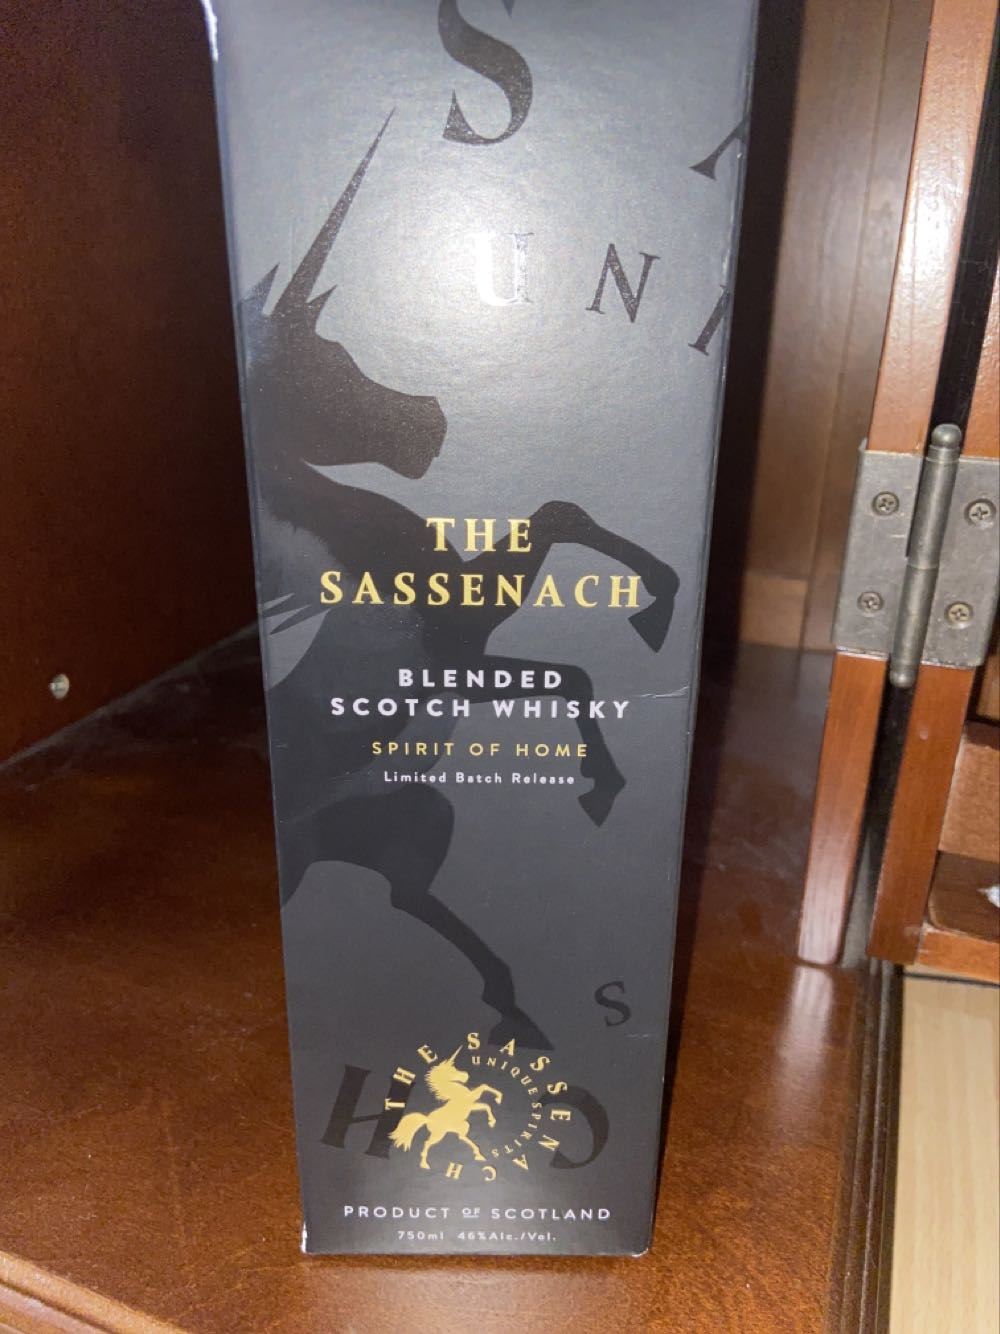 S
U N I
THE
SASSENACH
BLENDED
SCOTCH WHISKY
SPIRIT OF HOME
Limited Batch Release
S
H C
THE SASSENACH
UNIQUE SPIRITS
PRODUCT OF SCOTLAND
750ml 46%Alc./Vol.